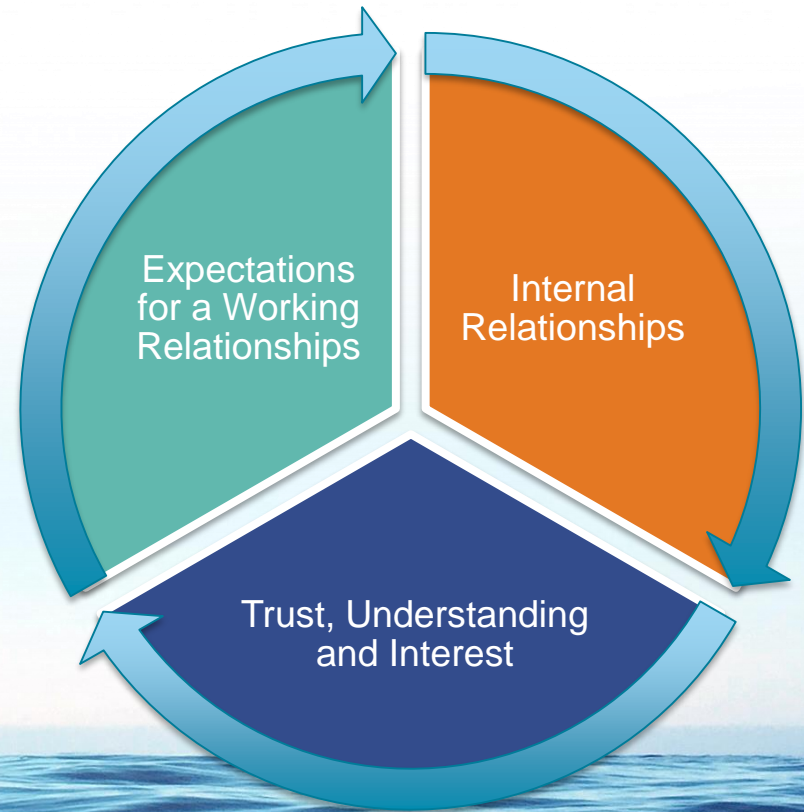 Expectations
for a Working
Relationships
Internal
Relationships
Trust, Understanding
and Interest